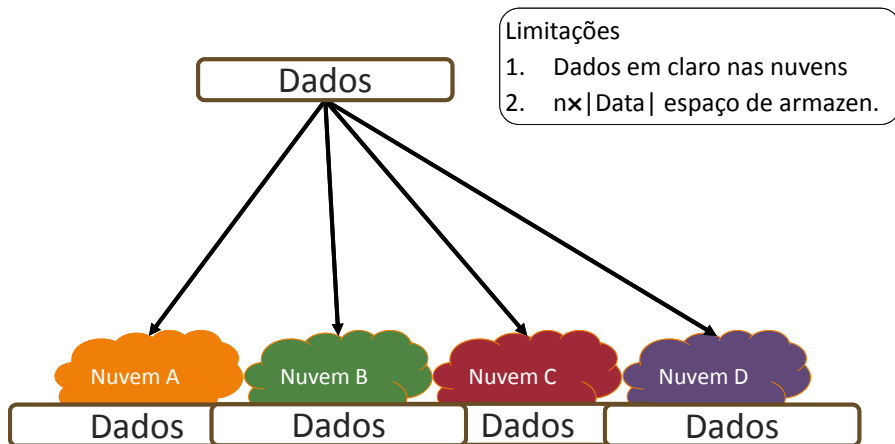 Limitações
1. Dados em claro nas nuvens
2. n×|Data| espaço de armazen.
Dados
Nuvem A
Nuvem B
Nuvem C
Nuvem D
Dados
Dados
Dados
Dados